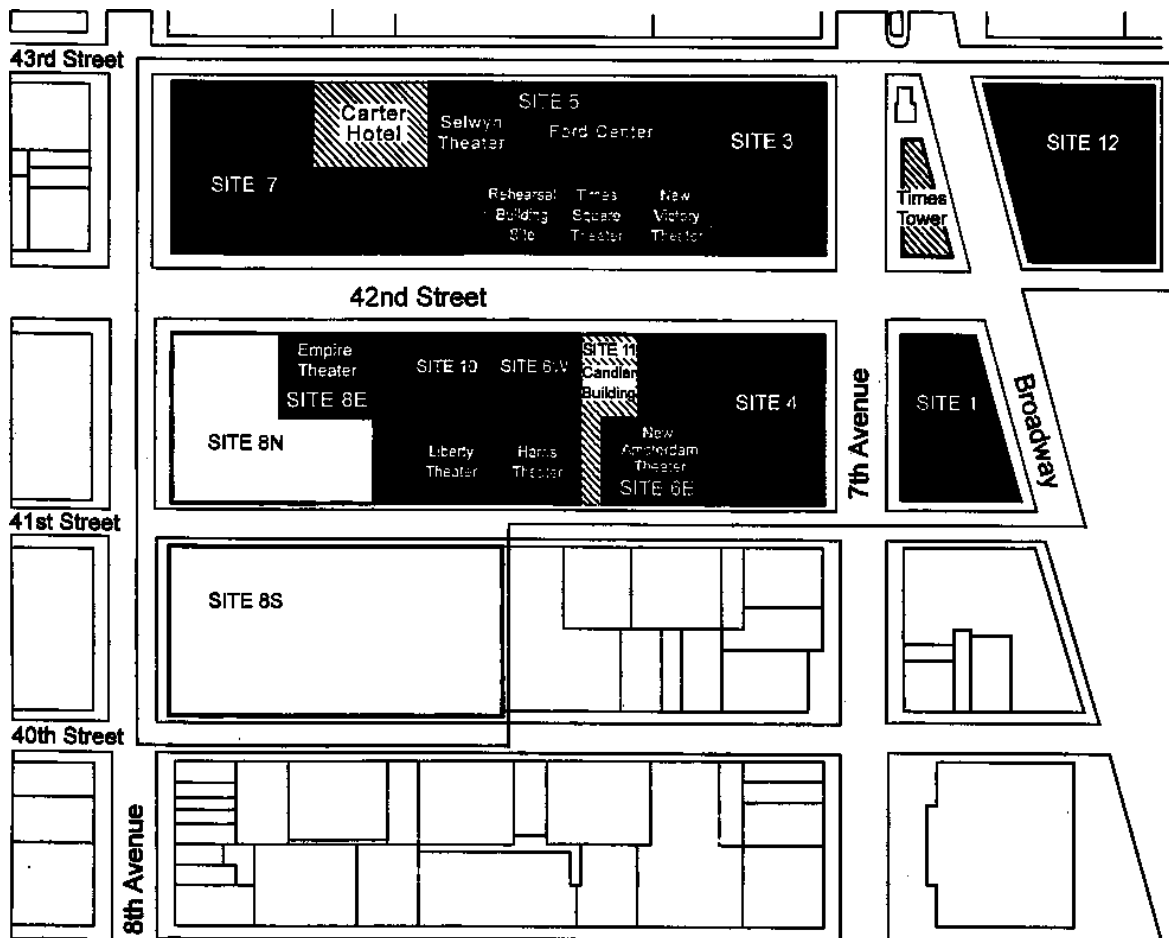 43rd Street
Carter
Hotel
Selwyn
Theater
SITE 5
Ford Center
SITE 3
SITE 12
SITE 7
Rehearsal
Building
Site
Times
Square
Theater
New
Victory
Theater
Times
Tower
42nd Street
Empire
Theater
SITE 8E
SITE 10
SITE 6W
SITE 11
Candler
Building
SITE 4
SITE 1
Broadway
7th Avenue
SITE 8N
Liberty
Theater
Harris
Theater
New
Amsterdam
Theater
SITE 6E
41st Street
SITE 8S
40th Street
8th Avenue